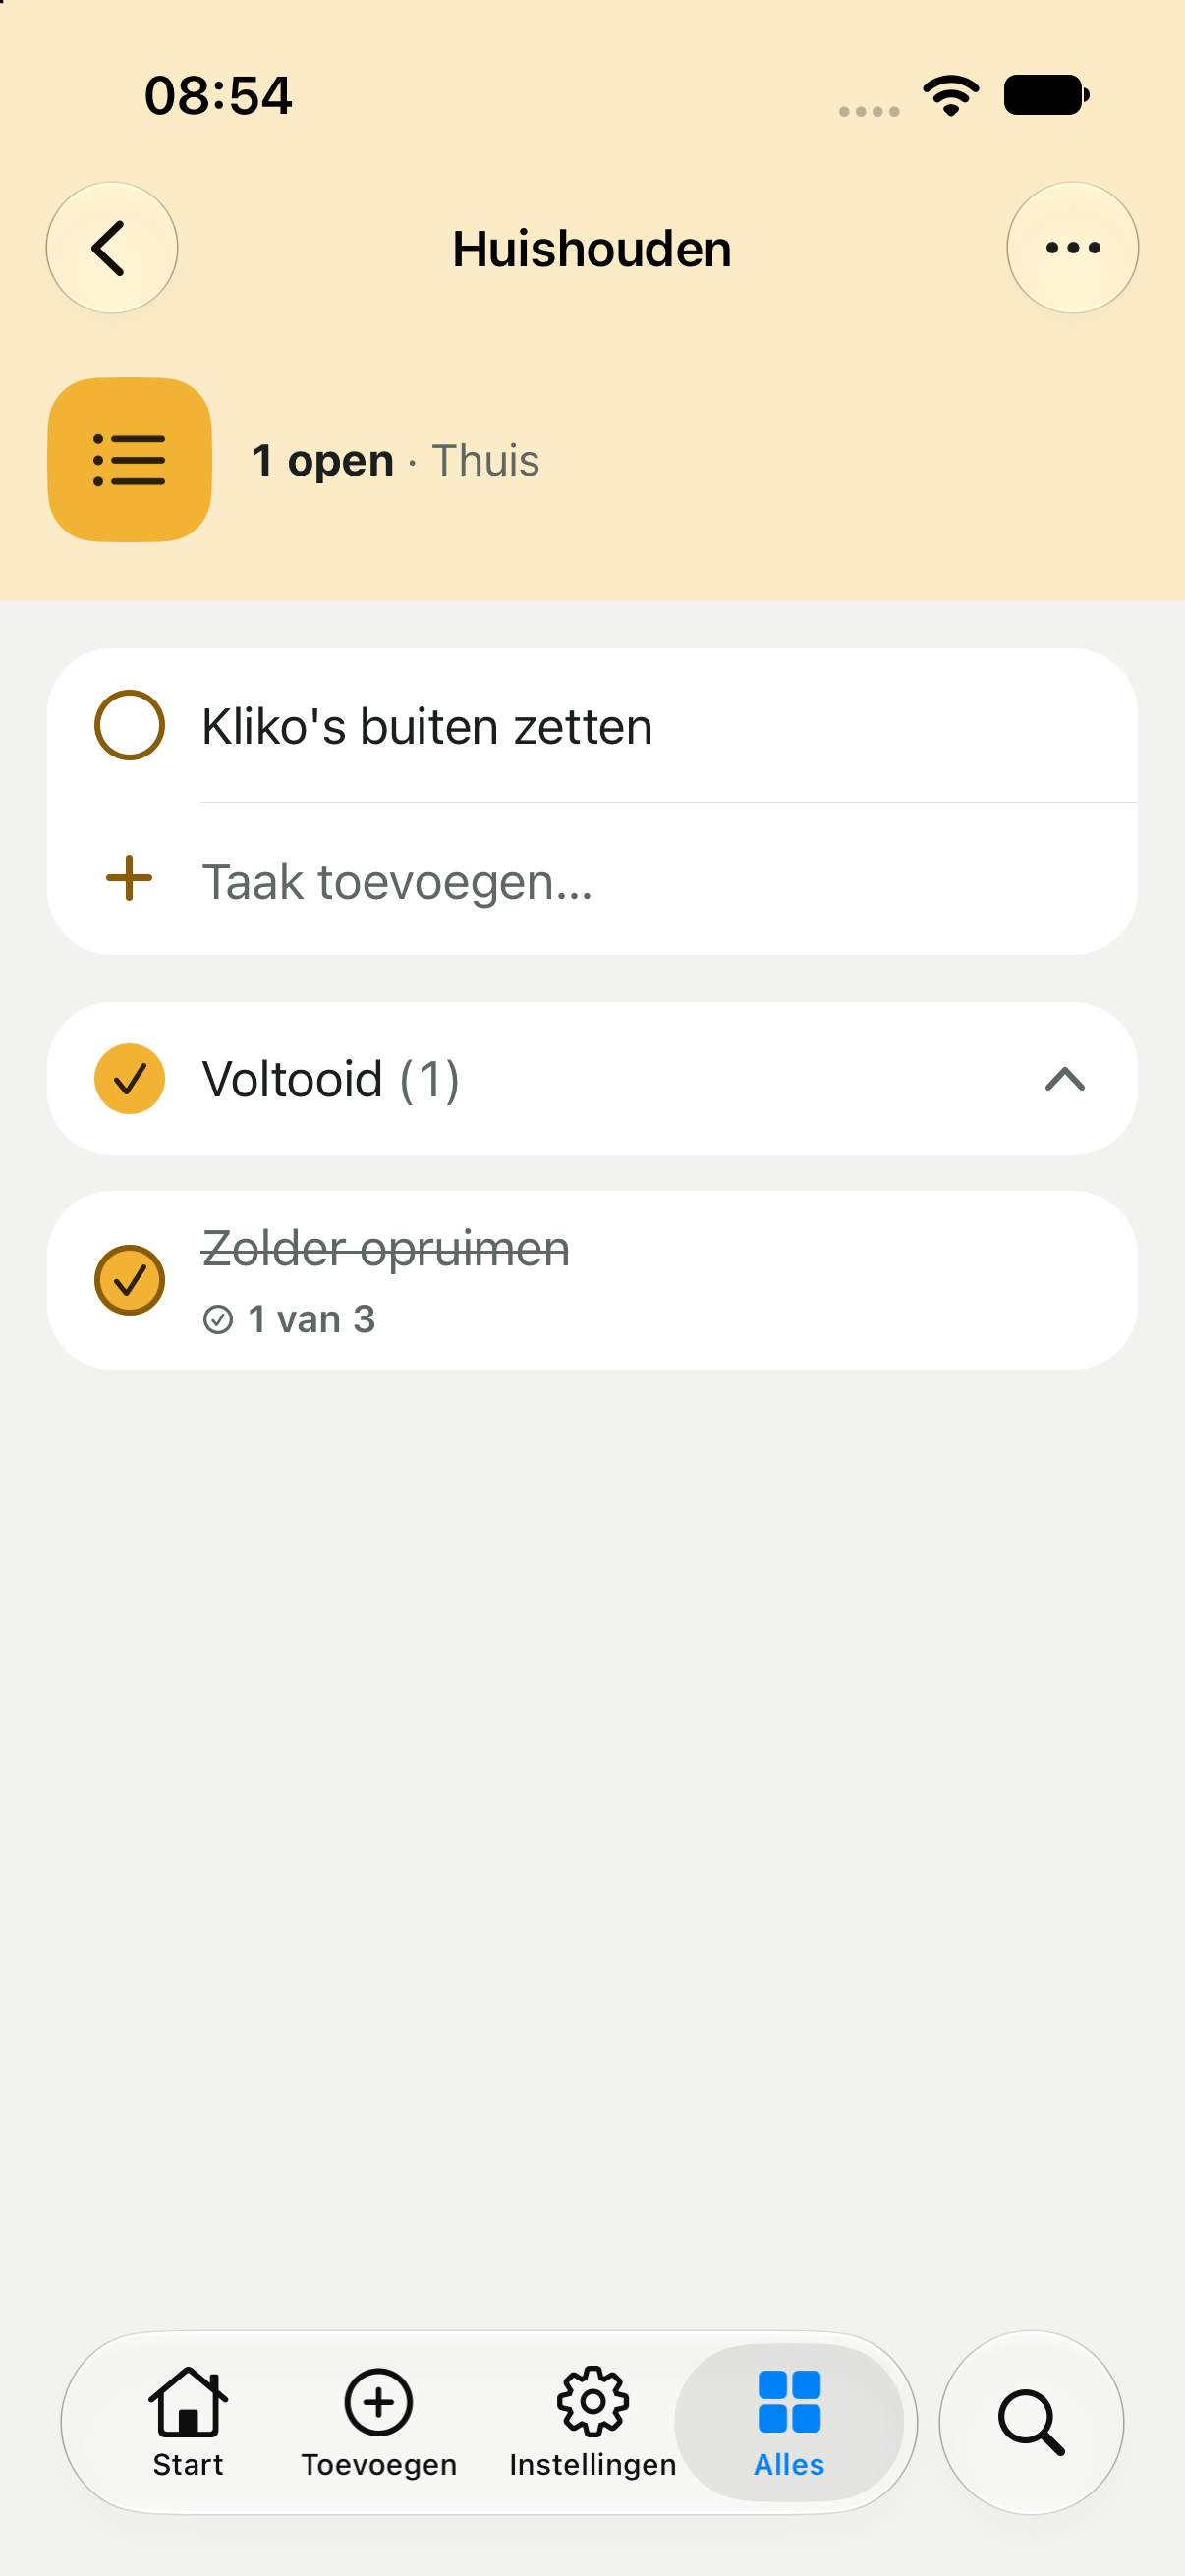 08:54
Huishouden
1 open · Thuis
Kliko's buiten zetten
Taak toevoegen...
Voltooid (1)
Zolder opruimen
1 van 3
Start
Toevoegen
Instellingen
Alles